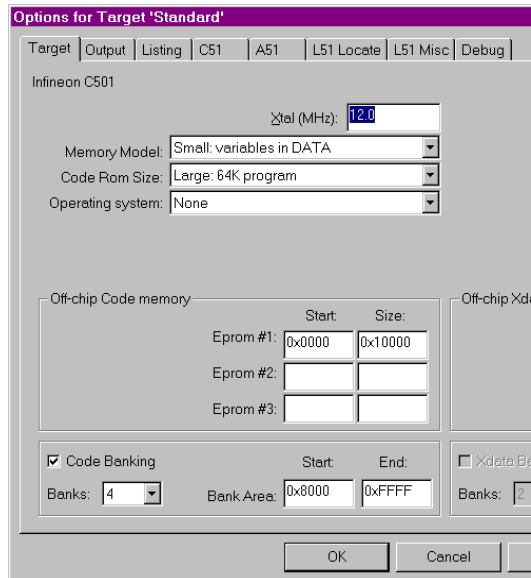 Options for Target 'Standard'
Target Output Listing C51 A51 L51 Locate L51 Misc Debug
Infineon C501
Xtal (MHz): 12.0
Memory Model: Small: variables in DATA
Code Rom Size: Large: 64K program
Operating system: None
Off-chip Code memory Off-chip Xda
Start: Size:
Eprom #1: 0x0000 0x10000
Eprom #2:
Eprom #3:
Code Banking Start: End: Xdata Ba
Banks: 4 Bank Area: 0x8000 0xFFFF Banks: 2
OK Cancel